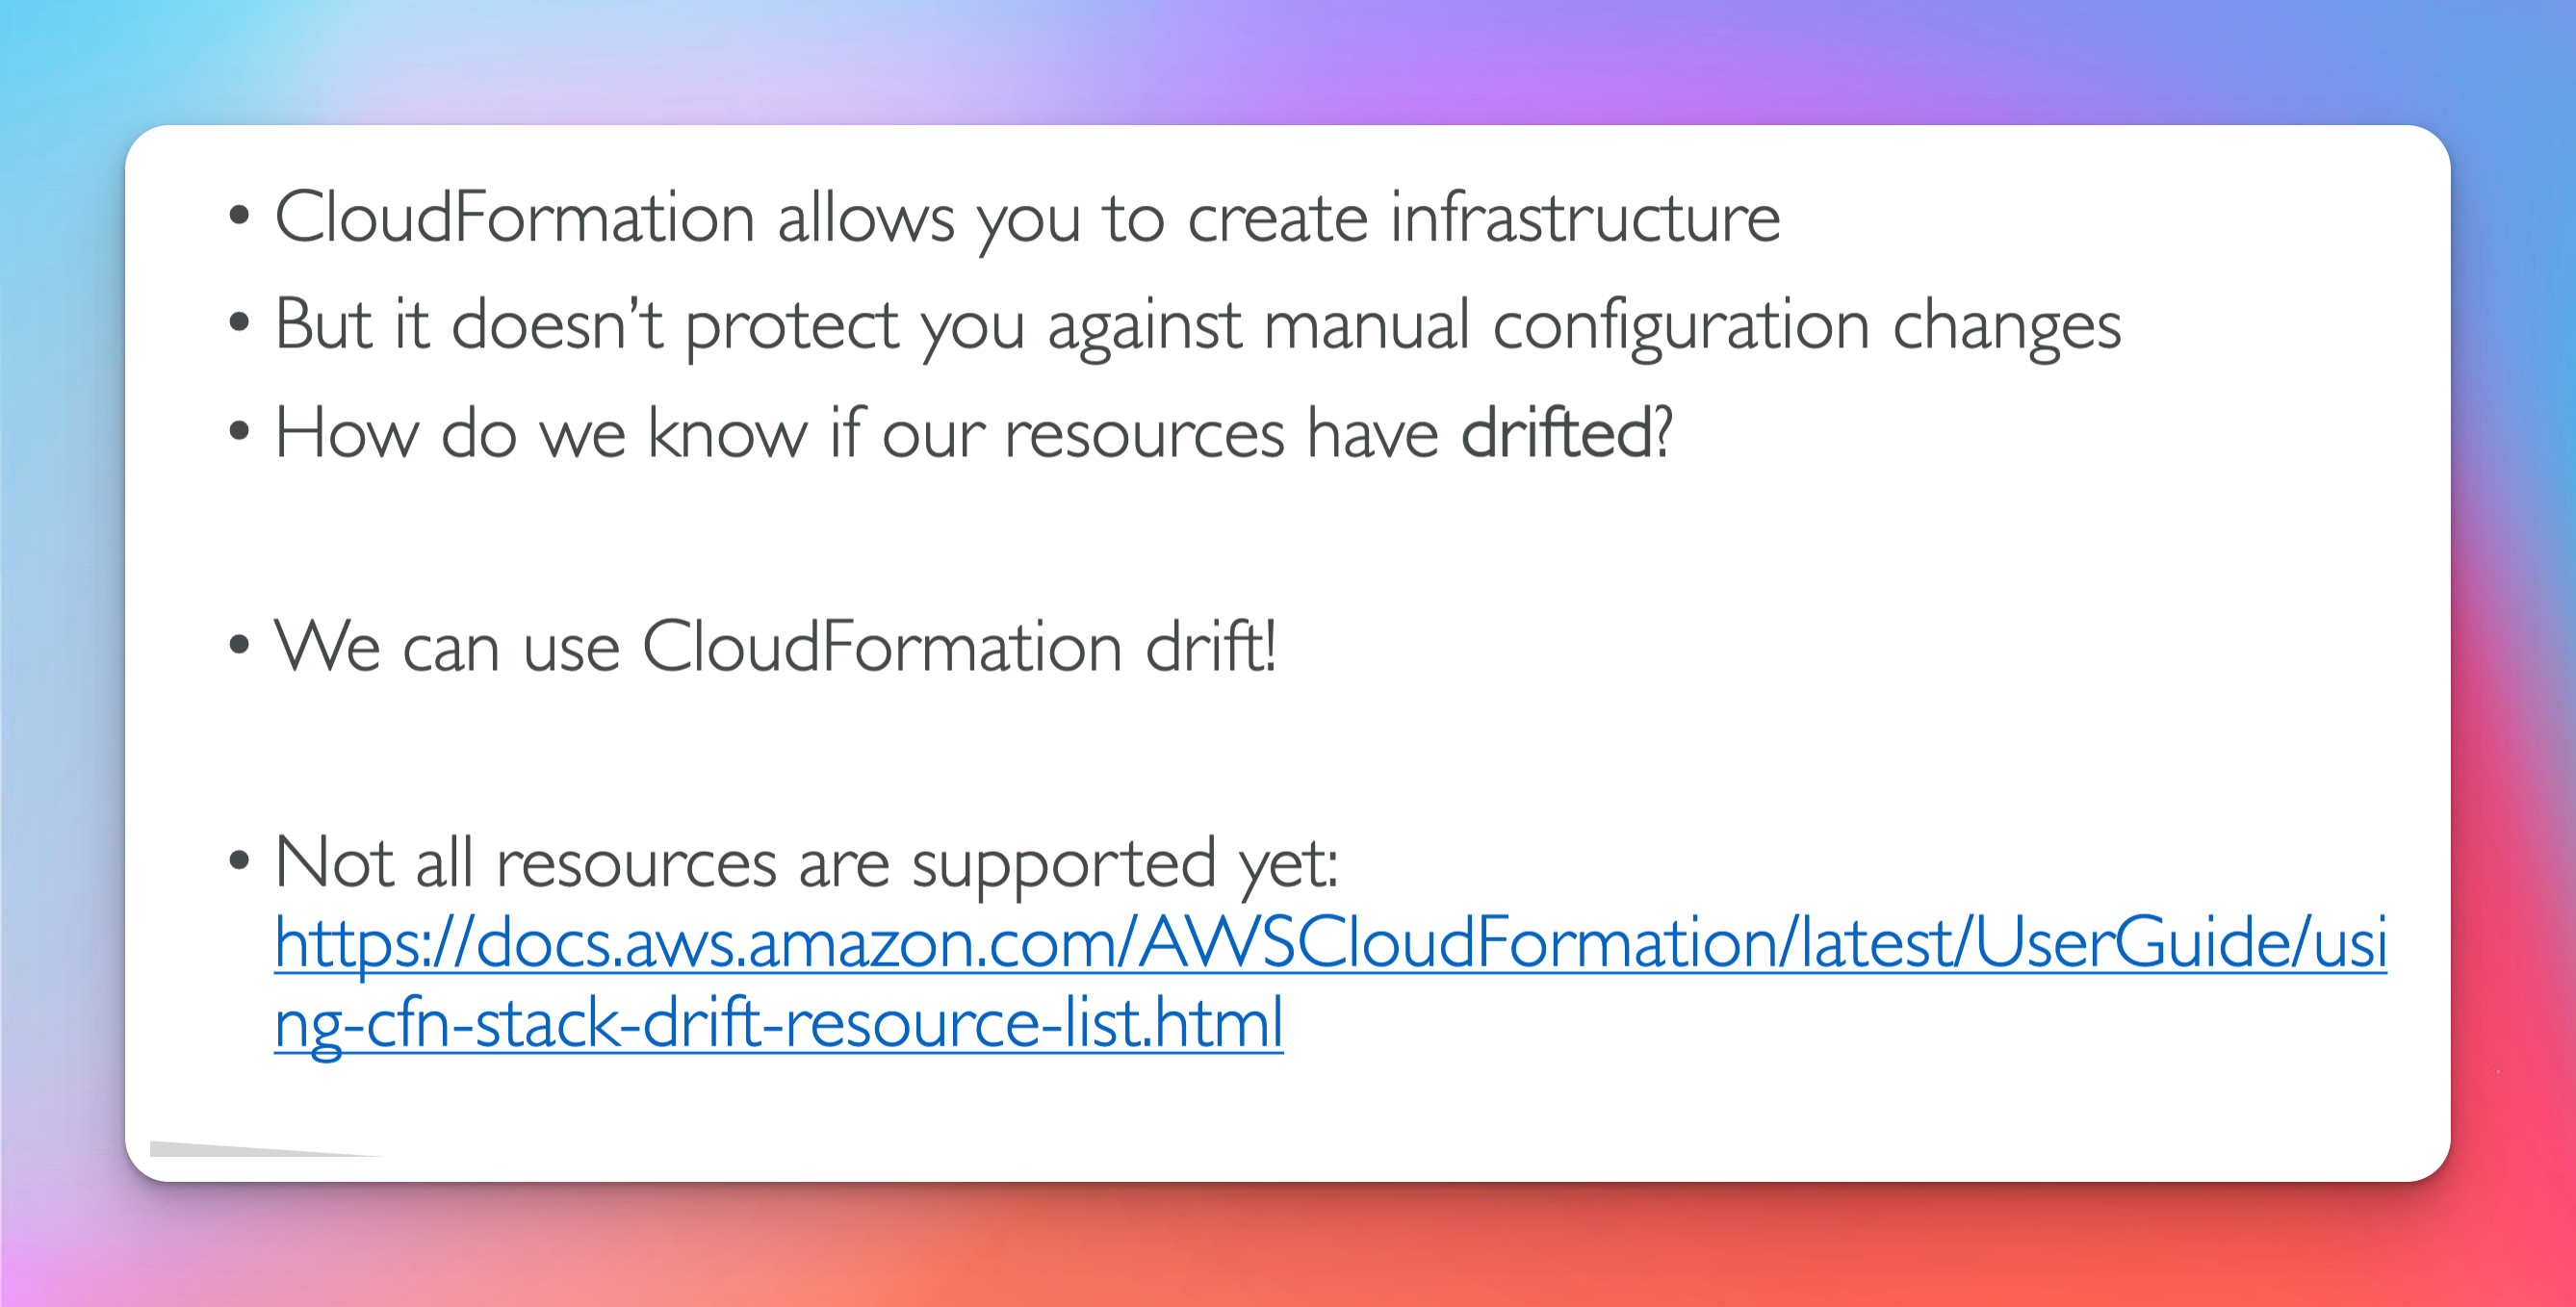 • CloudFormation allows you to create infrastructure
• But it doesn’t protect you against manual configuration changes
• How do we know if our resources have drifted?
• We can use CloudFormation drift!
• Not all resources are supported yet:
https://docs.aws.amazon.com/AWSCloudFormation/latest/UserGuide/usi
ng-cfn-stack-drift-resource-list.html